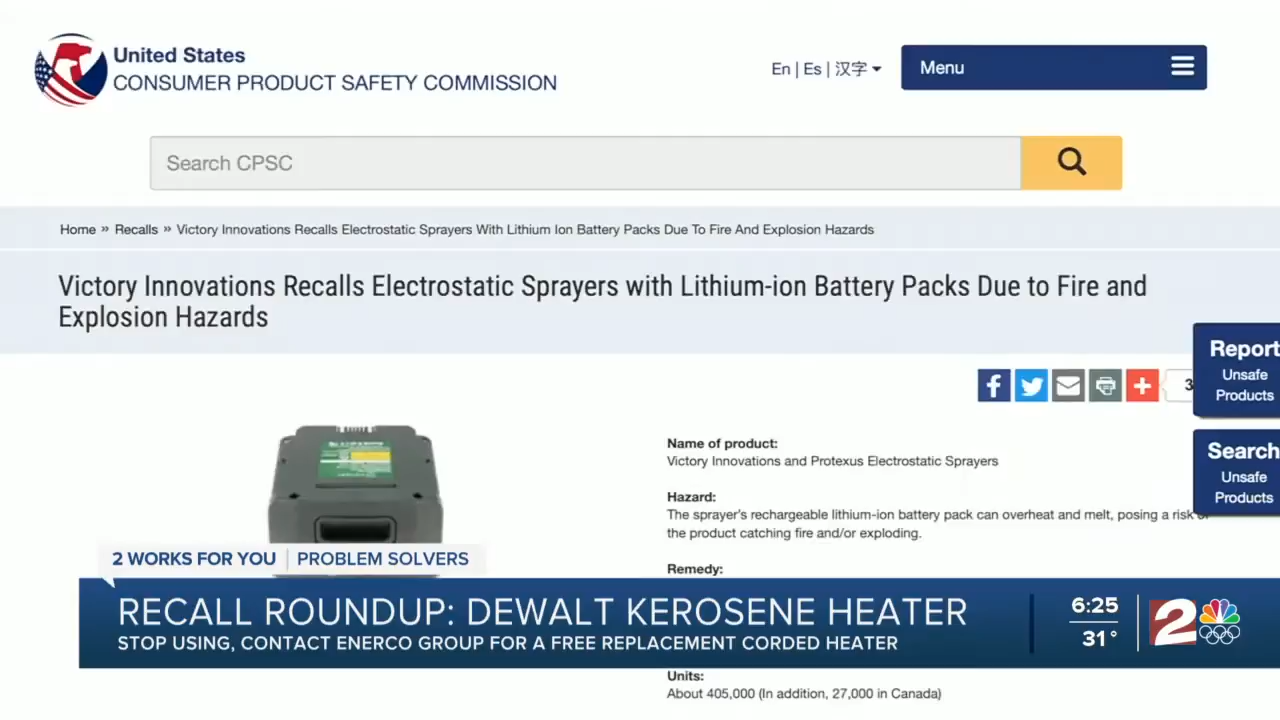 United States
CONSUMER PRODUCT SAFETY COMMISSION
En | Es | 汉字
Menu
Search CPSC
Home » Recalls » Victory Innovations Recalls Electrostatic Sprayers With Lithium Ion Battery Packs Due To Fire And Explosion Hazards
Victory Innovations Recalls Electrostatic Sprayers with Lithium-ion Battery Packs Due to Fire and
Explosion Hazards
Report
Unsafe
Products
3
Search
Unsafe
Products
Name of product:
Victory Innovations and Protexus Electrostatic Sprayers
Hazard:
The sprayer's rechargeable lithium-ion battery pack can overheat and melt, posing a risk of
the product catching fire and/or exploding.
Remedy:
2 WORKS FOR YOU | PROBLEM SOLVERS
RECALL ROUNDUP: DEWALT KEROSENE HEATER
STOP USING, CONTACT ENERCO GROUP FOR A FREE REPLACEMENT CORDED HEATER
6:25
31°
2
Units:
About 405,000 (In addition, 27,000 in Canada)